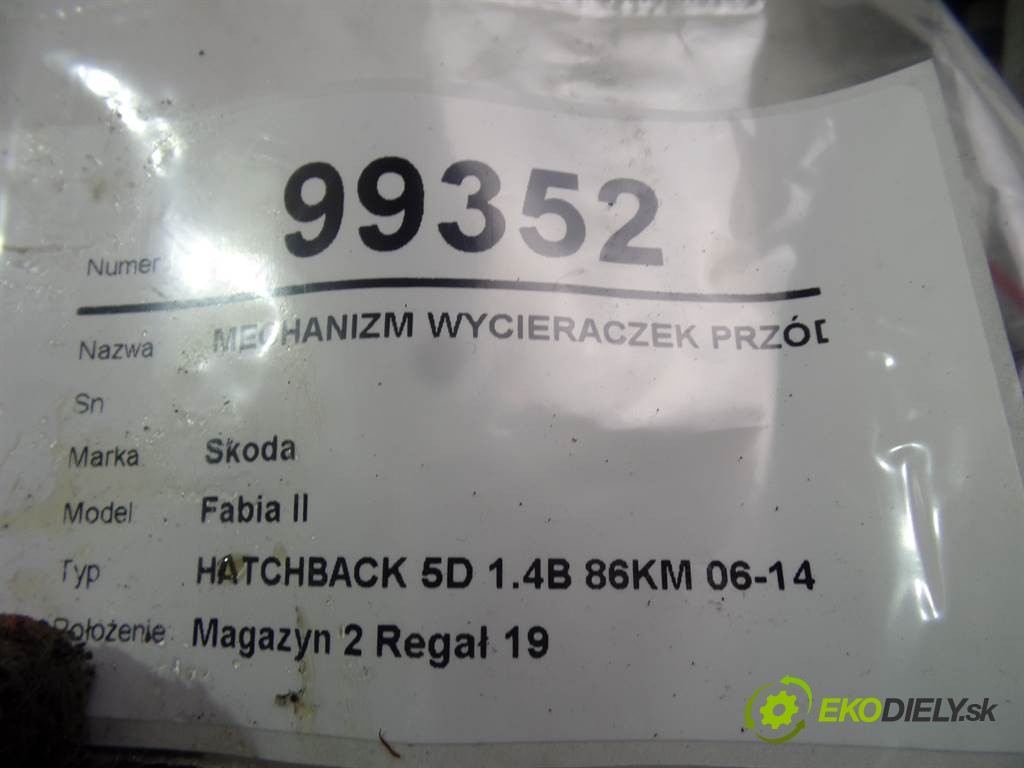 Numer 99352
Nazwa MECHANIZM WYCIERACZEK PRZÓD
Sn
Marka Skoda
Model Fabia II
Typ HATCHBACK 5D 1.4B 86KM 06-14
Położenie: Magazyn 2 Regał 19
EKODIELY.sk